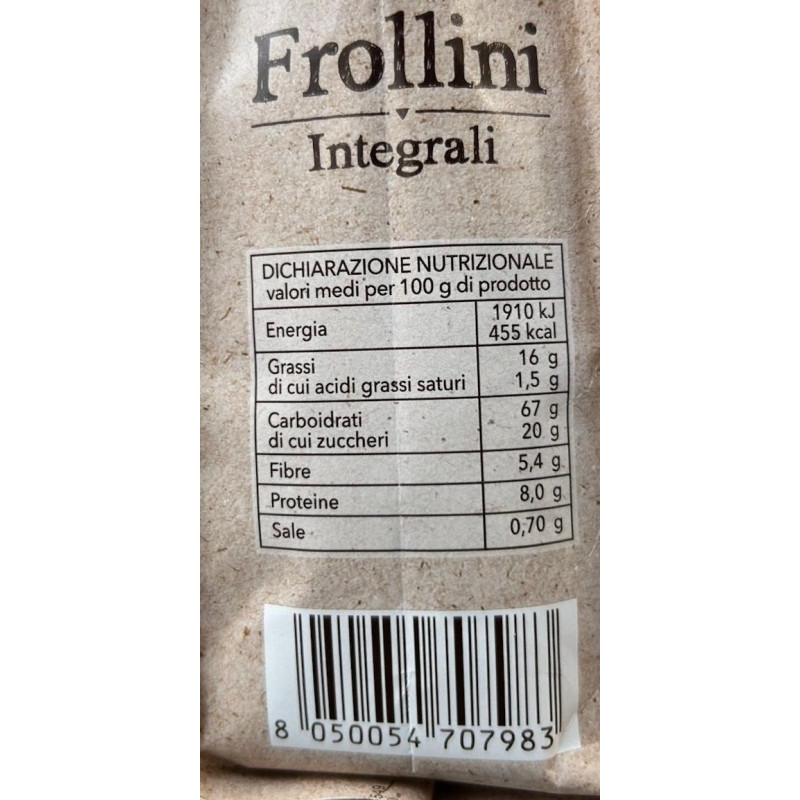 Frollini
Integrali
DICHIARAZIONE NUTRIZIONALE
valori medi per 100 g di prodotto
Energia 1910 kJ
455 kcal
Grassi 16 g
di cui acidi grassi saturi 1,5 g
Carboidrati 67 g
di cui zuccheri 20 g
Fibre 5,4 g
Proteine 8,0 g
Sale 0,70 g
8 050054 707983